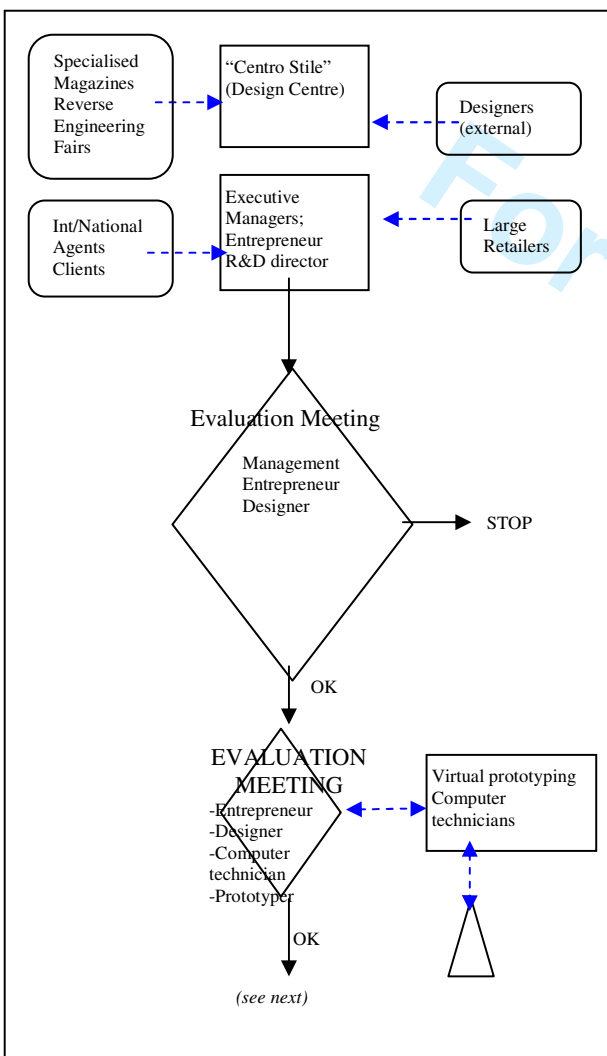 Specialised
Magazines
Reverse
Engineering
Fairs
“Centro Stile”
(Design Centre)
Designers
(external)
Int/National
Agents
Clients
Executive
Managers;
Entrepreneur
R&D director
Large
Retailers
For
Evaluation Meeting
Management
Entrepreneur
Designer
STOP
OK
EVALUATION
MEETING
-Entrepreneur
-Designer
-Computer
technician
-Prototyper
Virtual prototyping
Computer
technicians
OK
(see next)